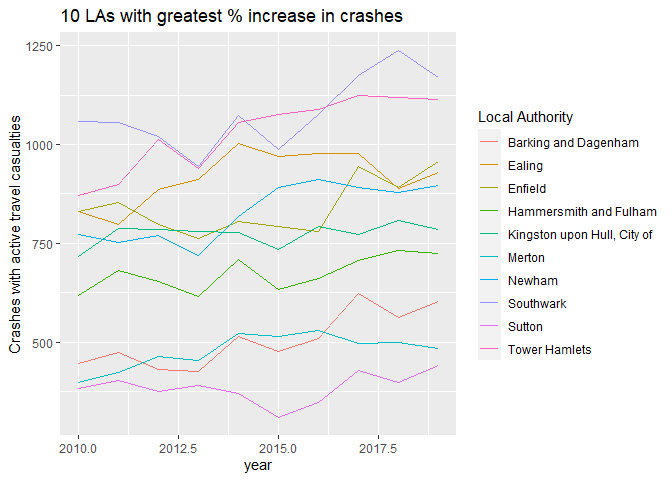 10 LAs with greatest % increase in crashes
1250
1000
750
500
Crashes with active travel casualties
2010.0
2012.5
2015.0
2017.5
year
Local Authority
Barking and Dagenham
Ealing
Enfield
Hammersmith and Fulham
Kingston upon Hull, City of
Merton
Newham
Southwark
Sutton
Tower Hamlets